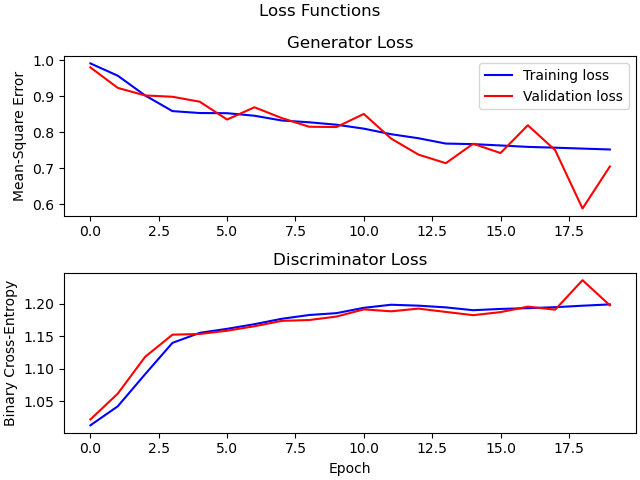 Loss Functions
Generator Loss
Mean-Square Error
1.0
0.9
0.8
0.7
0.6
Training loss
Validation loss
0.0 2.5 5.0 7.5 10.0 12.5 15.0 17.5
Discriminator Loss
Binary Cross-Entropy
1.20
1.15
1.10
1.05
0.0 2.5 5.0 7.5 10.0 12.5 15.0 17.5
Epoch